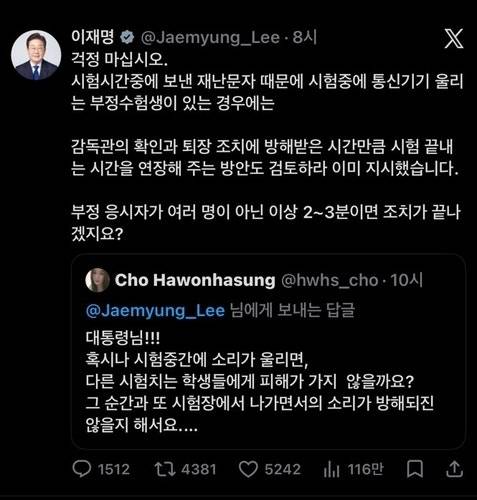 이재명 @Jaemyung_Lee · 8시
걱정 마십시오.
시험시간중에 보낸 재난문자 때문에 시험중에 통신기기 울리
는 부정수험생이 있는 경우에는
감독관의 확인과 퇴장 조치에 방해받은 시간만큼 시험 끝내
는 시간을 연장해 주는 방안도 검토하라 이미 지시했습니다.
부정 응시자가 여러 명이 아닌 이상 2~3분이면 조치가 끝나
겠지요?
Cho Hawonhasung @hwhs_cho · 10시
@Jaemyung_Lee 님에게 보내는 답글
대통령님!!!
혹시나 시험중간에 소리가 울리면,
다른 시험치는 학생들에게 피해가 가지 않을까요?
그 순간과 또 시험장에서 나가면서의 소리가 방해되진
않을지 해서요....
1512 4381 5242 116만